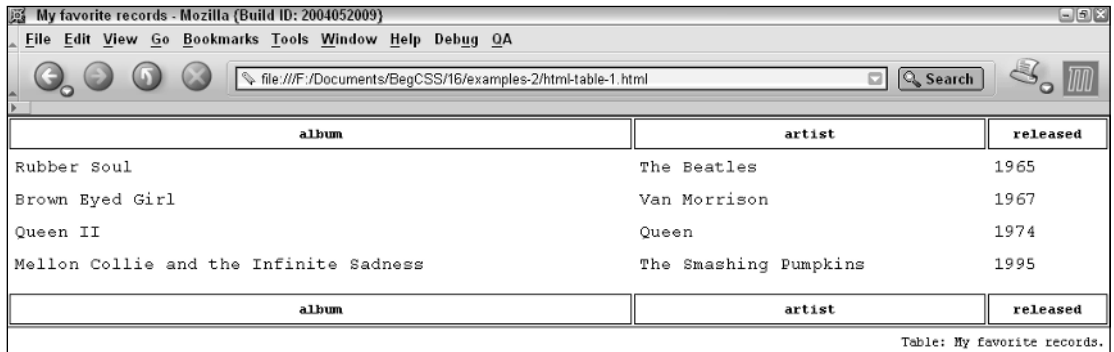 My favorite records - Mozilla {Build ID: 2004052009}
File Edit View Go Bookmarks Tools Window Help Debug QA
file:///F:/Documents/BegCSS/16/examples-2/html-table-1.html Search
album artist released
Rubber Soul The Beatles 1965
Brown Eyed Girl Van Morrison 1967
Queen II Queen 1974
Mellon Collie and the Infinite Sadness The Smashing Pumpkins 1995
album artist released
Table: My favorite records.